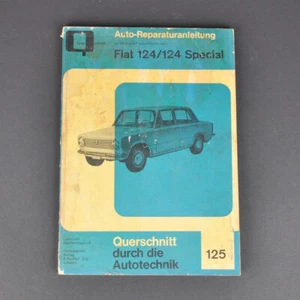 Auto-Reparaturanleitung
Fiat 124/124 Special
Querschnitt
durch die
Autotechnik
125